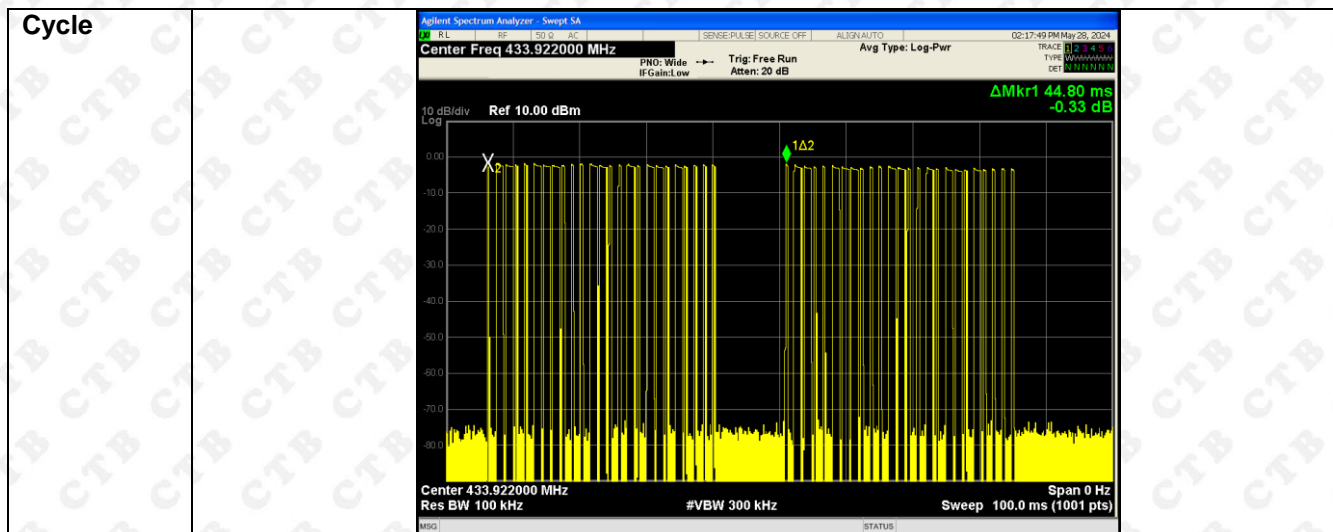 Cycle
Agilent Spectrum Analyzer - Swept SA
RL RF 50 Ω AC SENSE:PULSE SOURCE OFF ALIGN AUTO 02:17:49 PM May 28, 2024
Center Freq 433.922000 MHz
PNO: Wide
IFGain:Low
Trig: Free Run
Atten: 20 dB
Avg Type: Log-Pwr
TRACE 1 2 3 4 5 6
TYPE W
DET N N N N N N
ΔMkr1 44.80 ms
-0.33 dB
10 dB/div Ref 10.00 dBm
Log
0.00
-10.0
-20.0
-30.0
-40.0
-50.0
-60.0
-70.0
-80.0
X2
1Δ2
Center 433.922000 MHz Span 0 Hz
Res BW 100 kHz #VBW 300 kHz Sweep 100.0 ms (1001 pts)
MSG STATUS
CTB